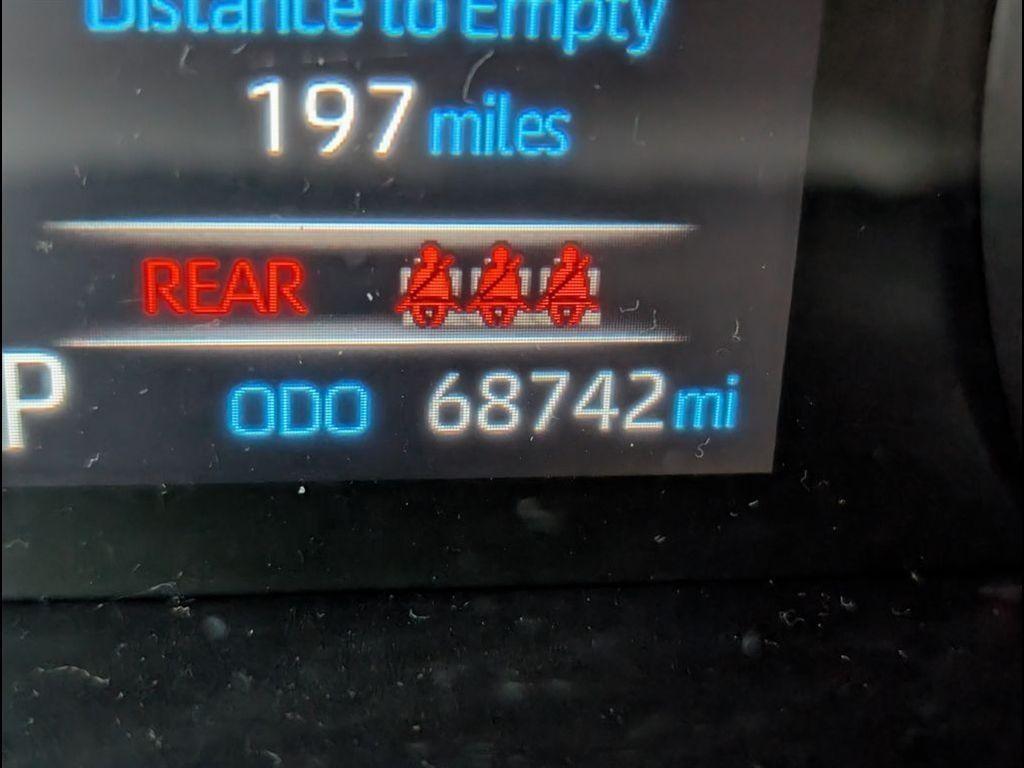 Distance to Empty
197 miles
REAR
P
ODO 68742 mi